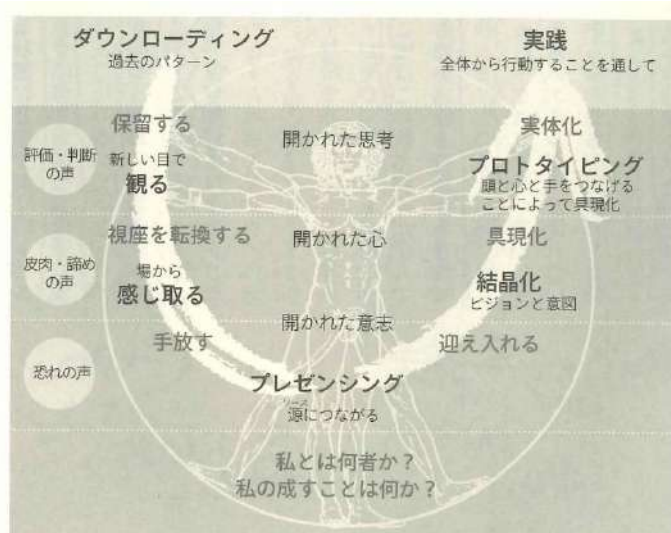 ダウンローディング
過去のパターン
実践
全体から行動することを通して
保留する
開かれた思考
実体化
評価・判断
の声
新しい目で
観る
プロトタイピング
頭と心と手をつなげる
ことによって具現化
視座を転換する
開かれた心
具現化
皮肉・諦め
の声
場から
感じ取る
結晶化
ビジョンと意図
開かれた意志
手放す
迎え入れる
恐れの声
プレゼンシング
ソース
源につながる
私とは何者か？
私の成すことは何か？